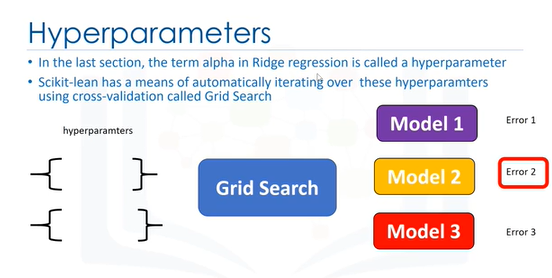 Hyperparameters
• In the last section, the term alpha in Ridge regression is called a hyperparameter
• Scikit-lean has a means of automatically iterating over these hyperparamters
using cross-validation called Grid Search
hyperparamters
Grid Search
Model 1
Error 1
Model 2
Error 2
Model 3
Error 3